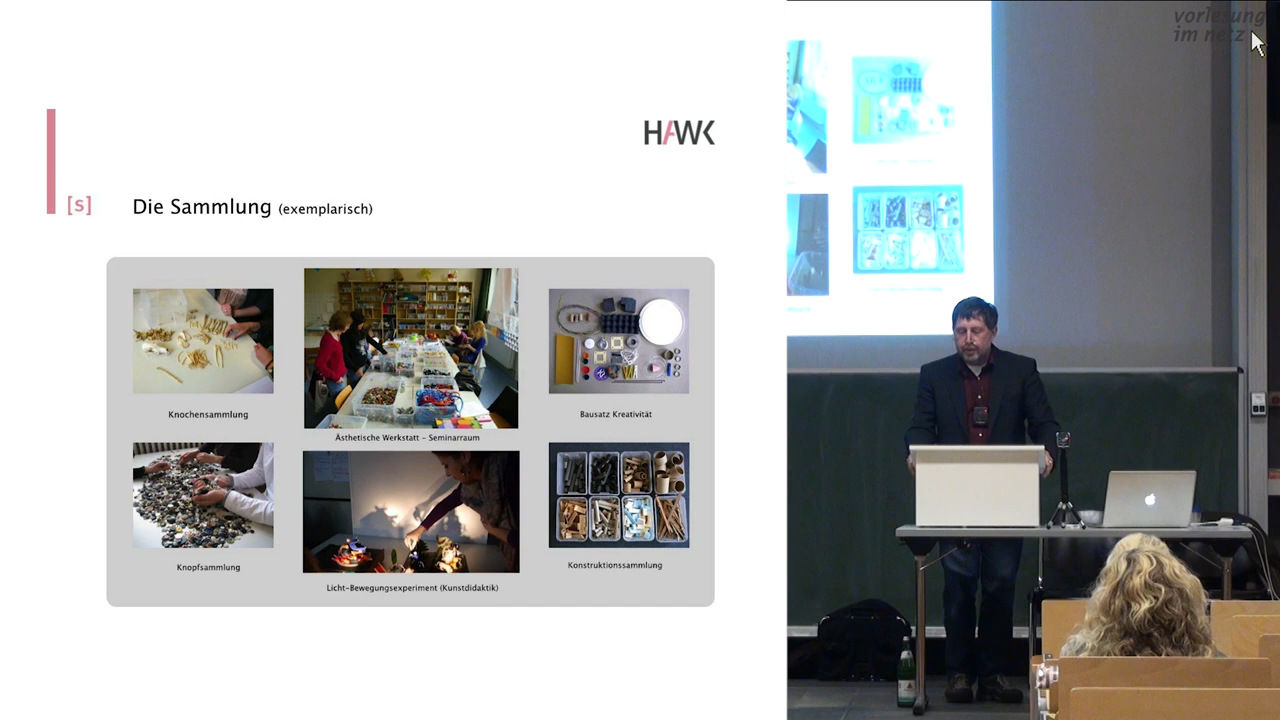 vorlesung
im netz
HAWK
[s]
Die Sammlung (exemplarisch)
Knochensammlung
Ästhetische Werkstatt – Seminarraum
Bausatz Kreativität
Knopfsammlung
Licht-Bewegungsexperiment (Kunstdidaktik)
Konstruktionssammlung